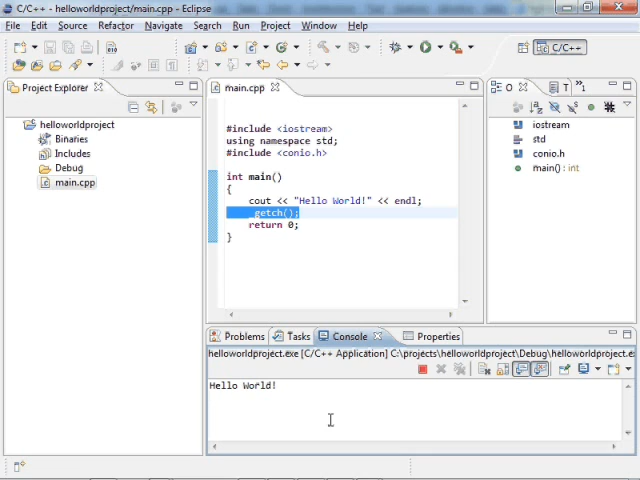 C/C++ - helloworldproject/main.cpp - Eclipse
File Edit Source Refactor Navigate Search Run Project Window Help
C/C++
Project Explorer
main.cpp
O T »1
helloworldproject
Binaries
Includes
Debug
main.cpp
#include <iostream>
using namespace std;
#include <conio.h>
int main()
{
cout << "Hello World!" << endl;
_getch();
return 0;
}
iostream
std
conio.h
main() : int
Problems Tasks Console Properties
helloworldproject.exe [C/C++ Application] C:\projects\helloworldproject\Debug\helloworldproject.ex
Hello World!